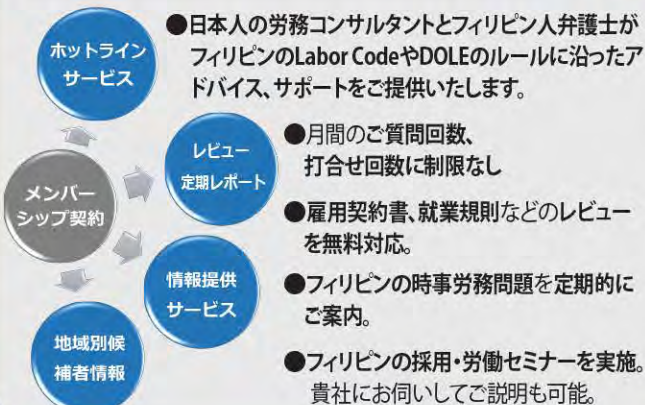 ホットライン
サービス
メンバー
シップ契約
レビュー
定期レポート
情報提供
サービス
地域別候
補者情報
●日本人の労務コンサルタントとフィリピン人弁護士が
フィリピンのLabor CodeやDOLEのルールに沿ったア
ドバイス、サポートをご提供いたします。
●月間のご質問回数、
打合せ回数に制限なし
●雇用契約書、就業規則などのレビュー
を無料対応。
●フィリピンの時事労務問題を定期的に
ご案内。
●フィリピンの採用・労働セミナーを実施。
貴社にお伺いしてご説明も可能。